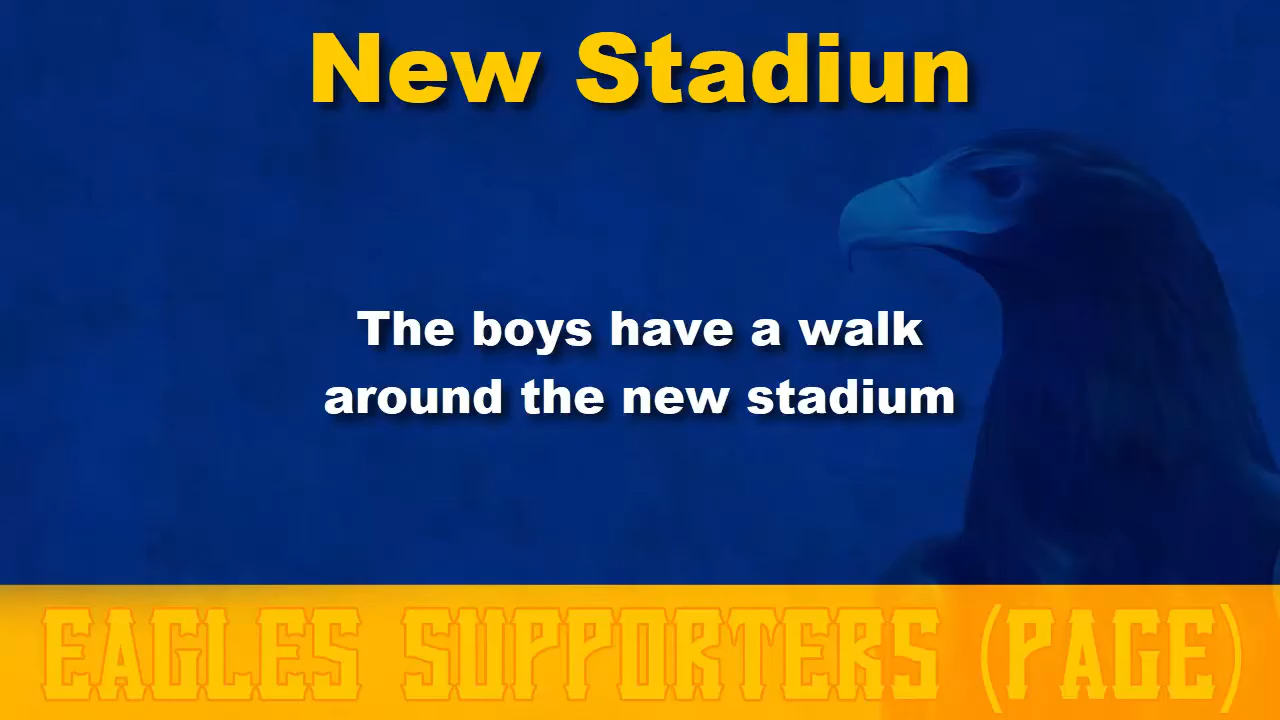 New Stadiun
The boys have a walk
around the new stadium
EAGLES SUPPORTERS (PAGE)